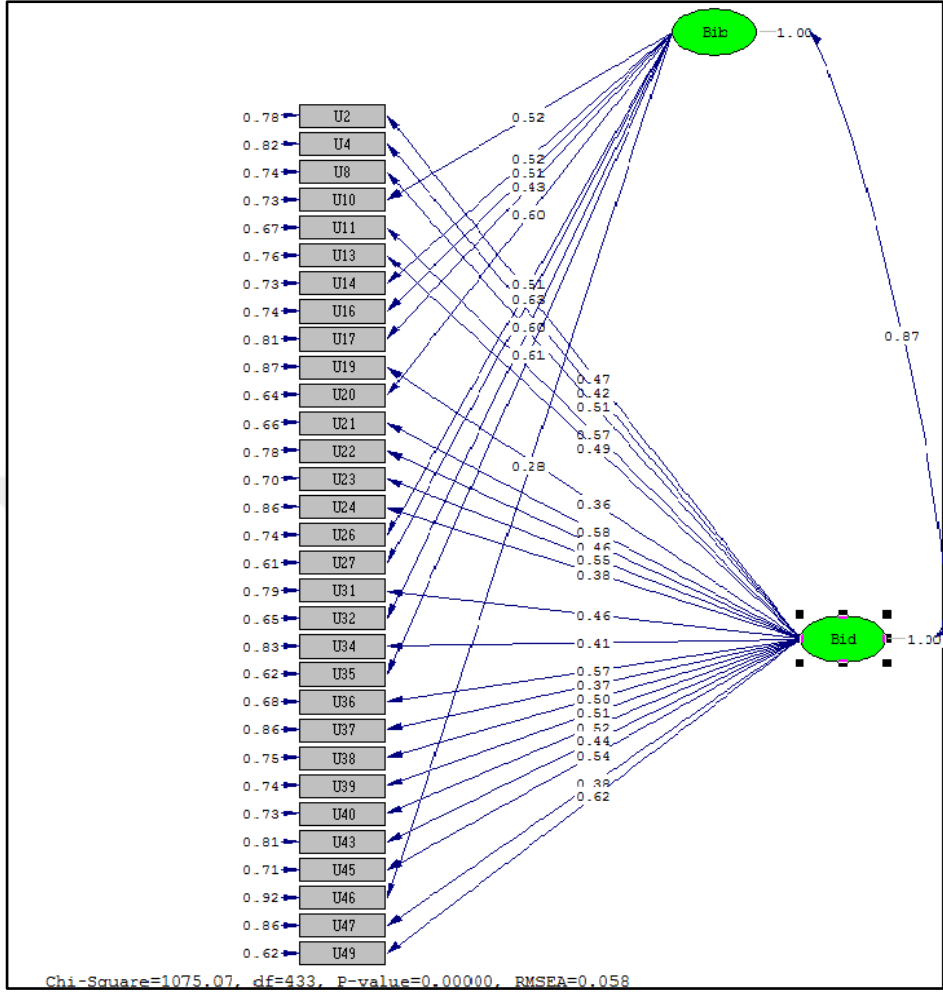 Bib
1.00
0.78 U2
0.82 U4
0.74 U8
0.73 U10
0.67 U11
0.76 U13
0.73 U14
0.74 U16
0.81 U17
0.87 U19
0.64 U20
0.66 U21
0.78 U22
0.70 U23
0.86 U24
0.74 U26
0.61 U27
0.79 U31
0.65 U32
0.83 U34
0.62 U35
0.68 U36
0.86 U37
0.75 U38
0.74 U39
0.73 U40
0.81 U43
0.71 U45
0.92 U46
0.86 U47
0.62 U49
0.52
0.52
0.51
0.43
0.60
0.51
0.63
0.60
0.61
0.28
0.47
0.42
0.51
0.57
0.49
0.36
0.58
0.46
0.55
0.38
0.46
0.41
0.57
0.37
0.50
0.51
0.52
0.44
0.54
0.38
0.62
0.87
Bid
1.00
Chi-Square=1075.07, df=433, P-value=0.00000, RMSEA=0.058